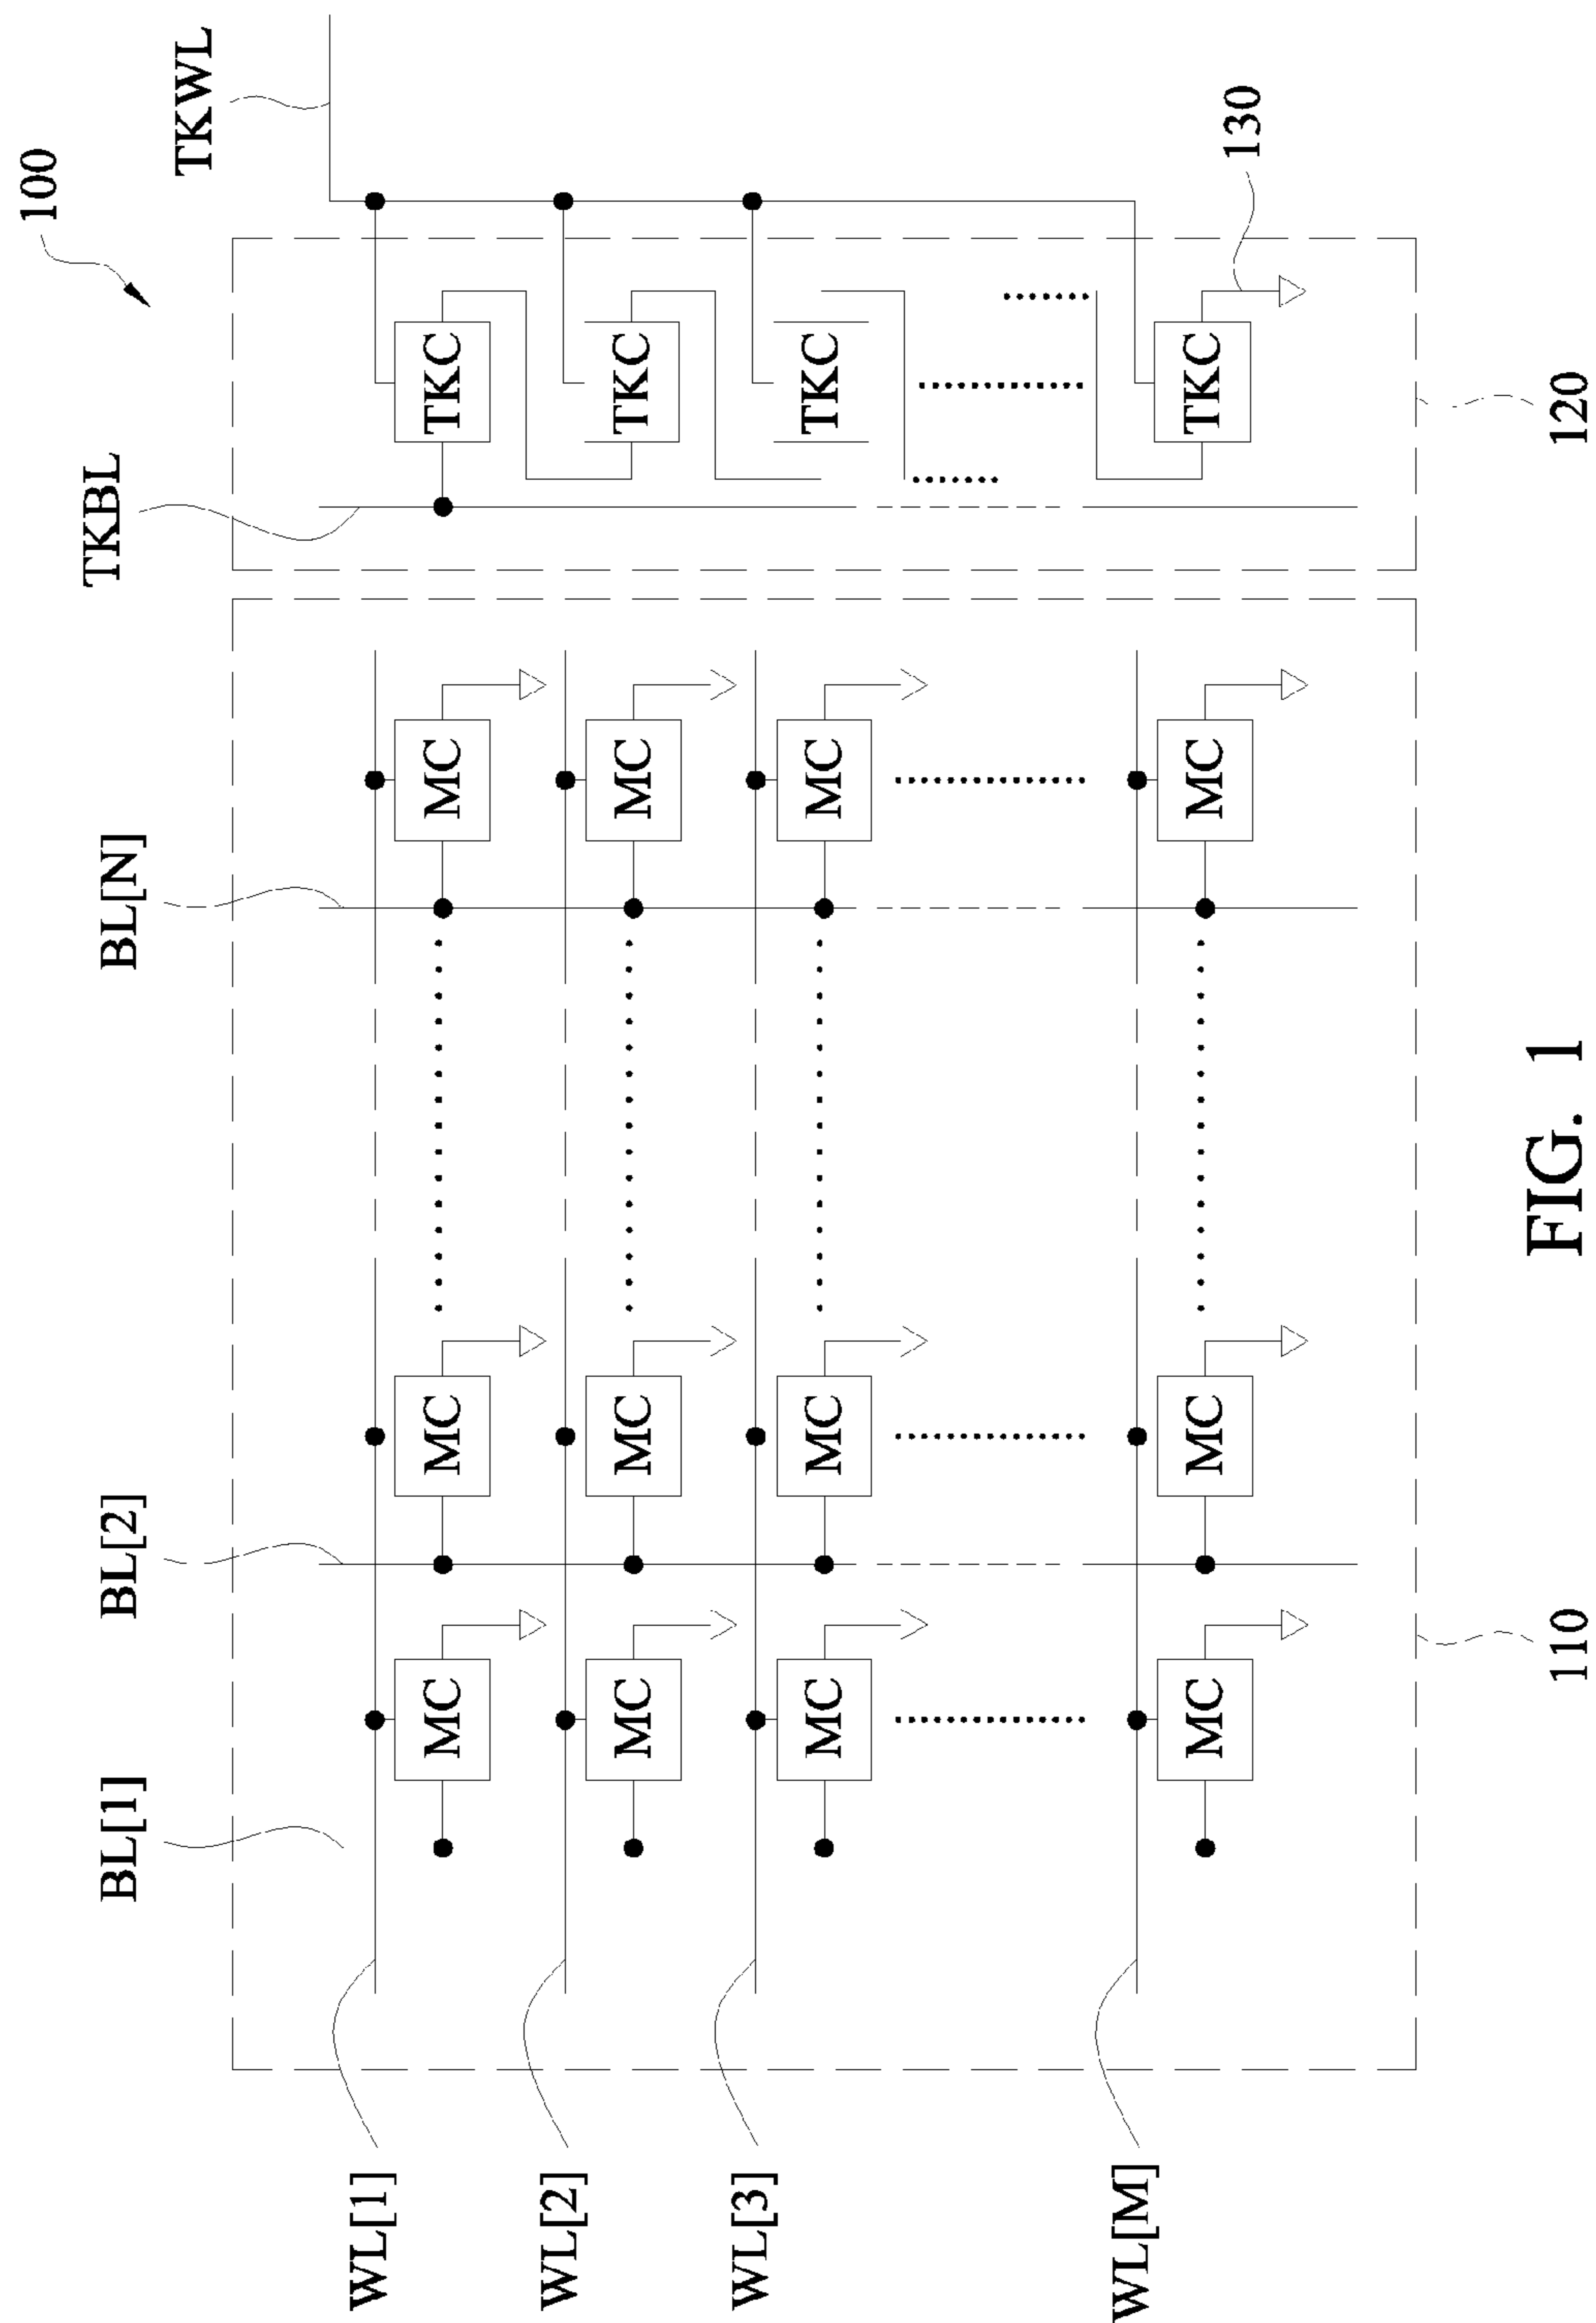 100
BL[1] BL[2] BL[N] TKBL
TKWL
WL[1]
MC MC MC TKC
WL[2]
MC MC MC TKC
WL[3]
MC MC MC TKC
WL[M]
MC MC MC TKC
130
110 120
FIG. 1